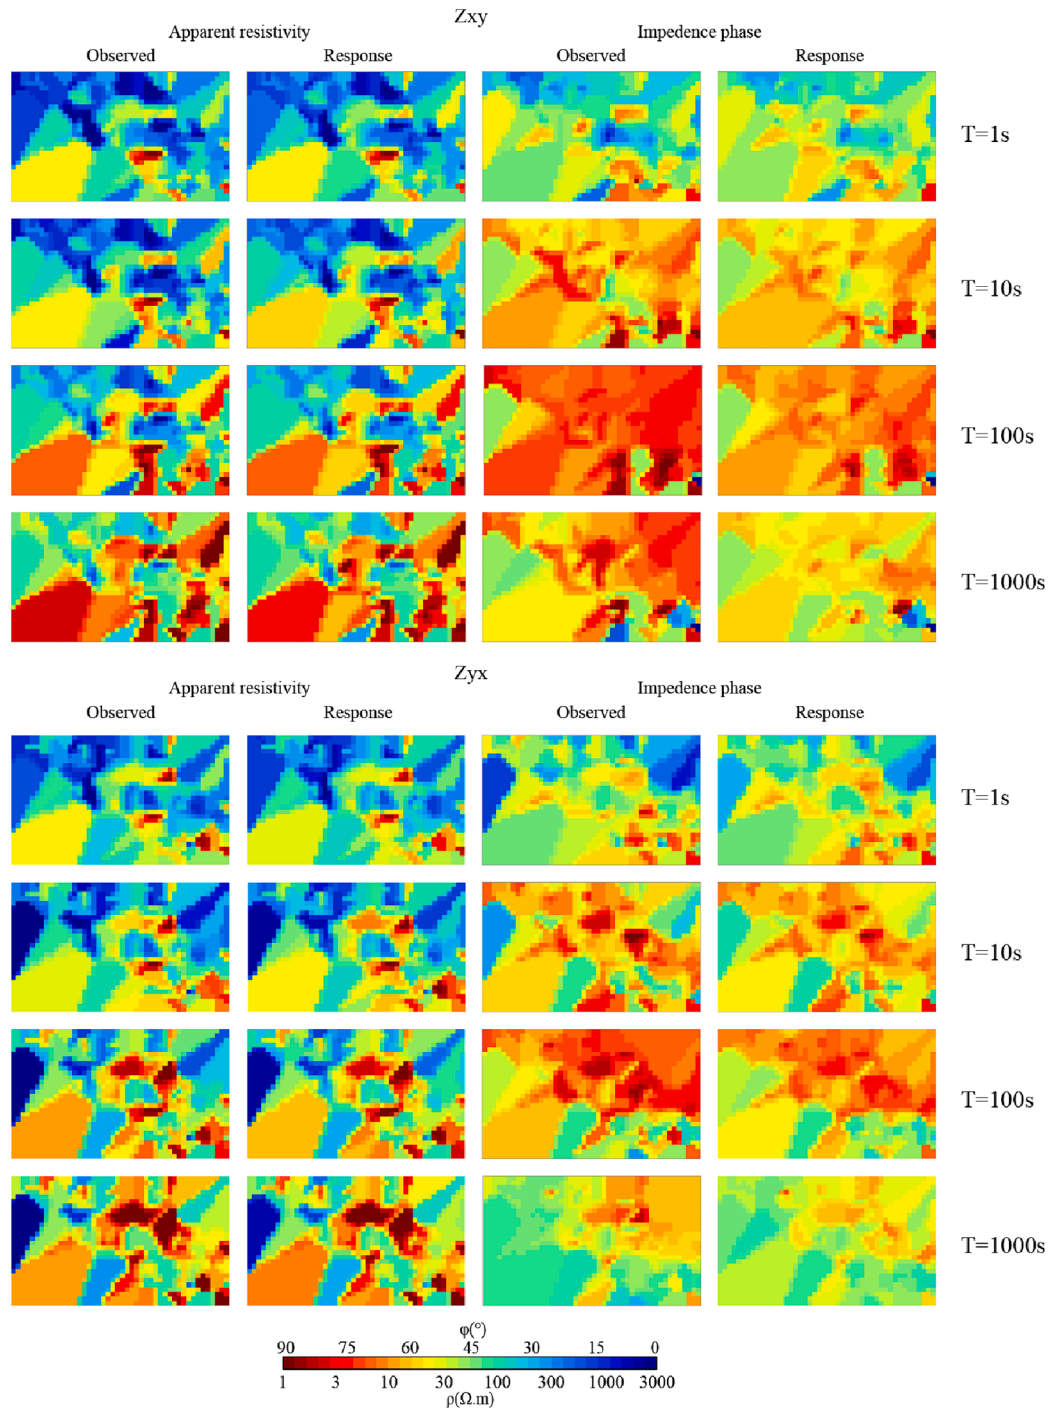 Zxy
Apparent resistivity Impedence phase
Observed Response Observed Response
T=1s
T=10s
T=100s
T=1000s
Zyx
Apparent resistivity Impedence phase
Observed Response Observed Response
T=1s
T=10s
T=100s
T=1000s
φ(°)
90 75 60 45 30 15 0
1 3 10 30 100 300 1000 3000
ρ(Ω.m)